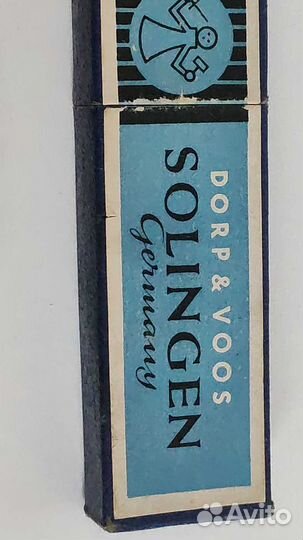 DORP & VOOS
SOLINGEN
Germany
Avito